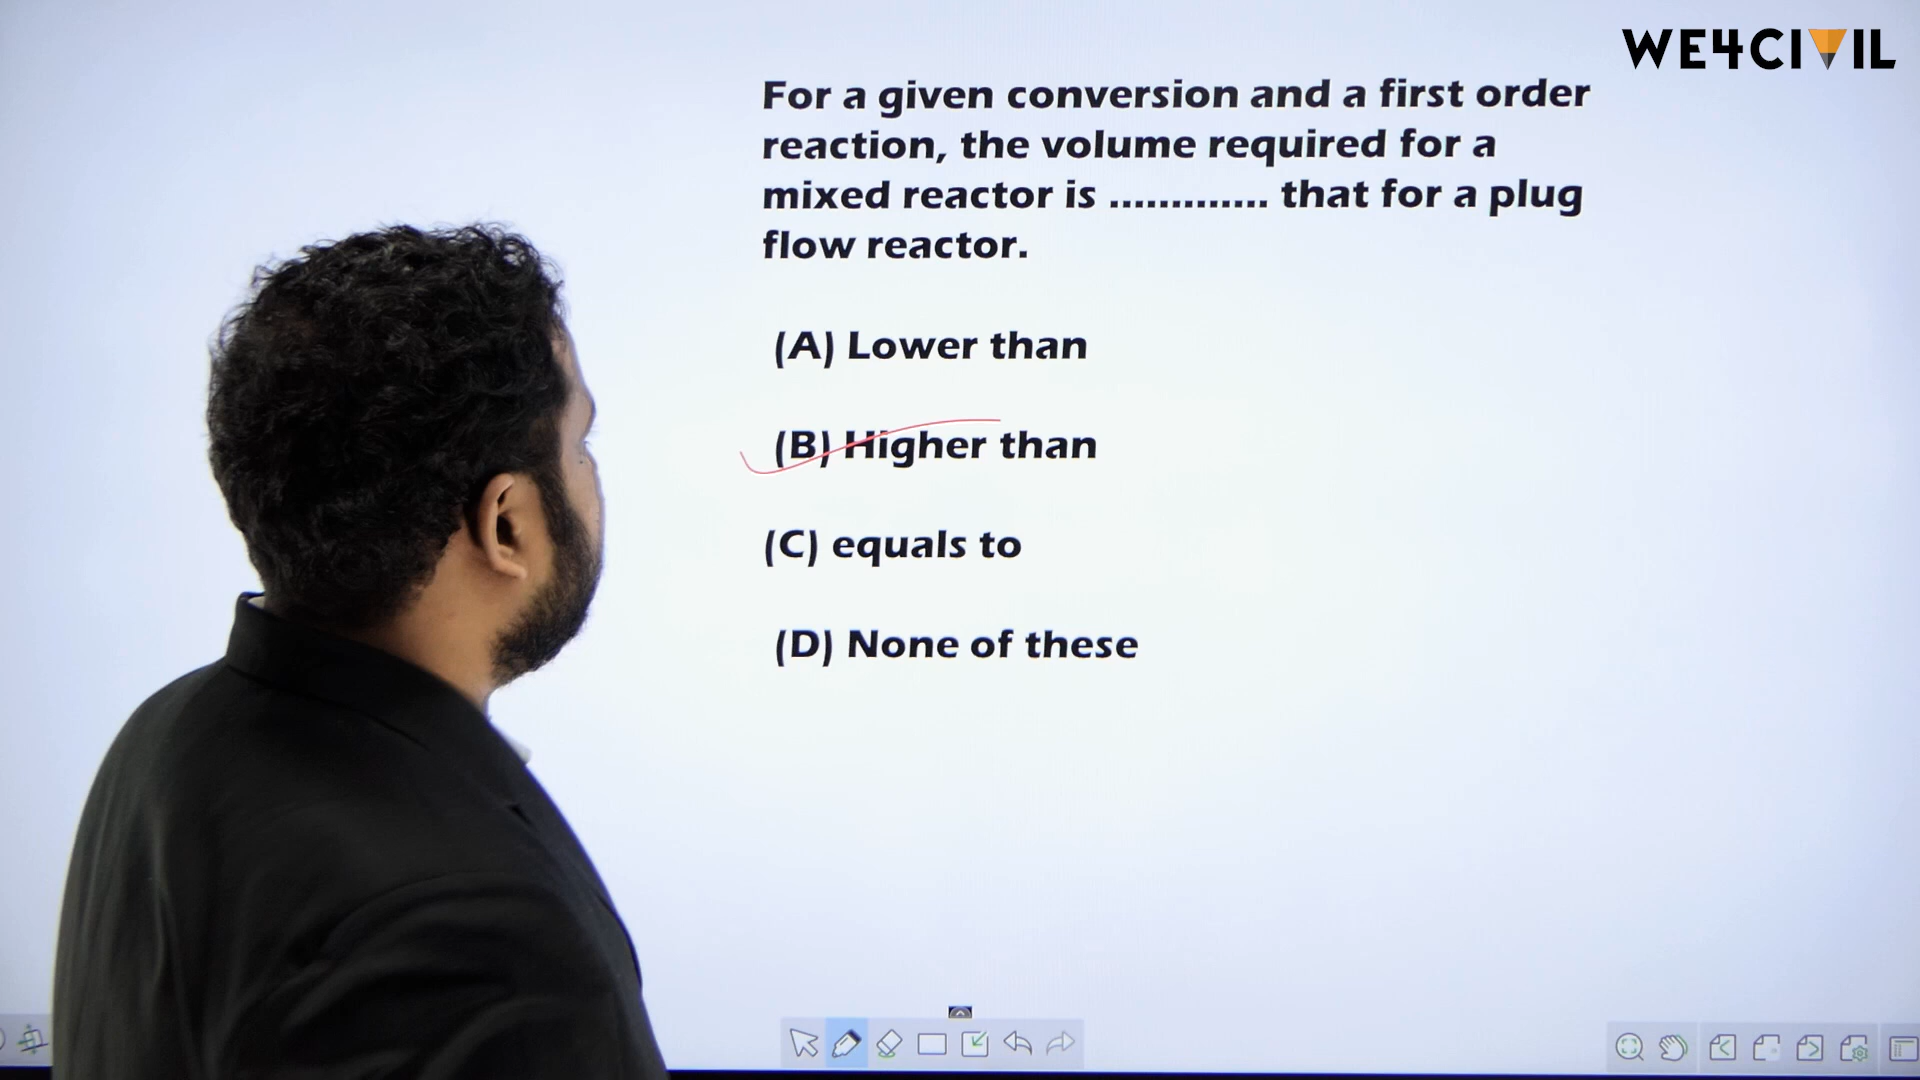 WE4CIVIL
For a given conversion and a first order
reaction, the volume required for a
mixed reactor is ............. that for a plug
flow reactor.
(A) Lower than
(B) Higher than
(C) equals to
(D) None of these